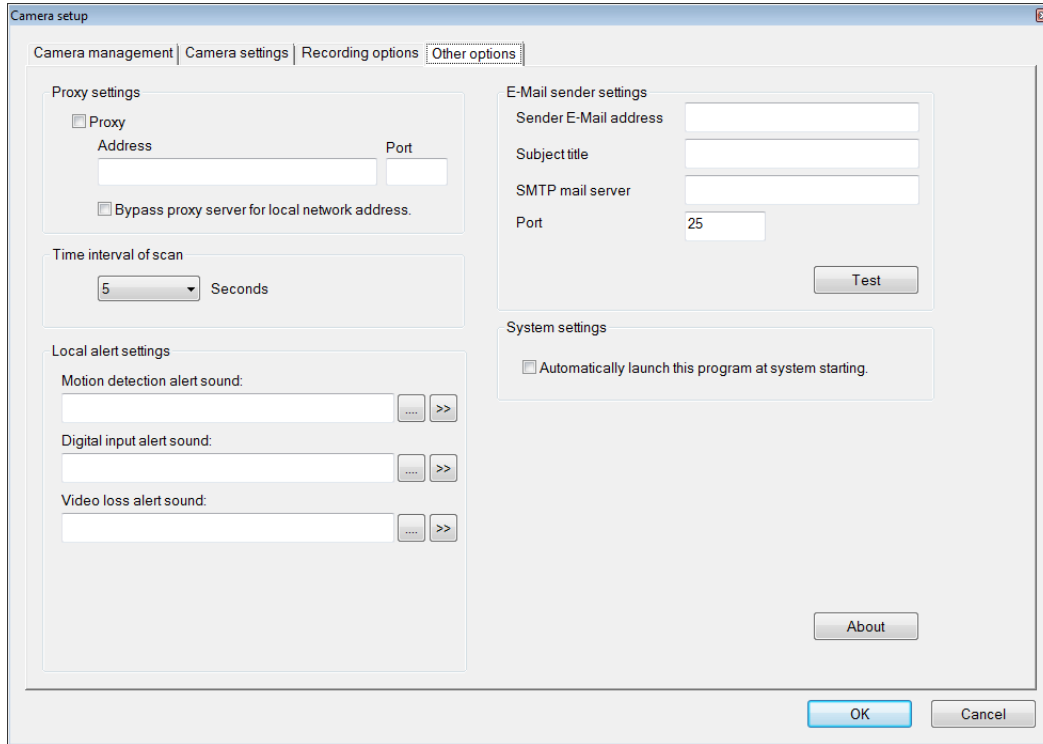 Camera setup
Camera management Camera settings Recording options Other options
Proxy settings
Proxy
Address Port
Bypass proxy server for local network address.
Time interval of scan
5 Seconds
Local alert settings
Motion detection alert sound:
.... >>
Digital input alert sound:
.... >>
Video loss alert sound:
.... >>
E-Mail sender settings
Sender E-Mail address
Subject title
SMTP mail server
Port 25
Test
System settings
Automatically launch this program at system starting.
About
OK Cancel